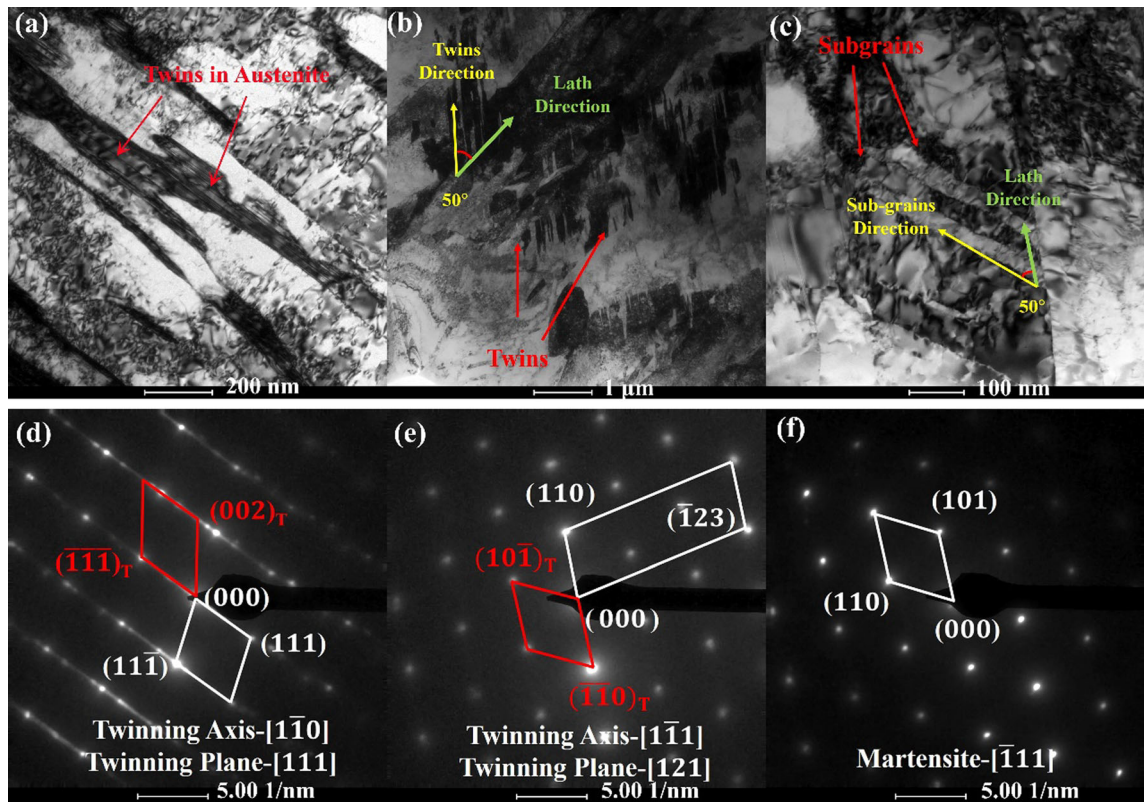 (a)
Twins in Austenite
200 nm
(b)
Twins
Direction
Lath
Direction
50°
Twins
1 μm
(c)
Subgrains
Lath
Direction
Sub-grains
Direction
50°
100 nm
(d)
(002)T
(1̅1̅1̅)T
(000)
(111)
(111̅)
Twinning Axis-[11̅0]
Twinning Plane-[111]
5.00 1/nm
(e)
(110)
(1̅23)
(101̅)T
(000)
(1̅1̅0)T
Twinning Axis-[11̅1]
Twinning Plane-[121]
5.00 1/nm
(f)
(101)
(110)
(000)
Martensite-[1̅11]
5.00 1/nm